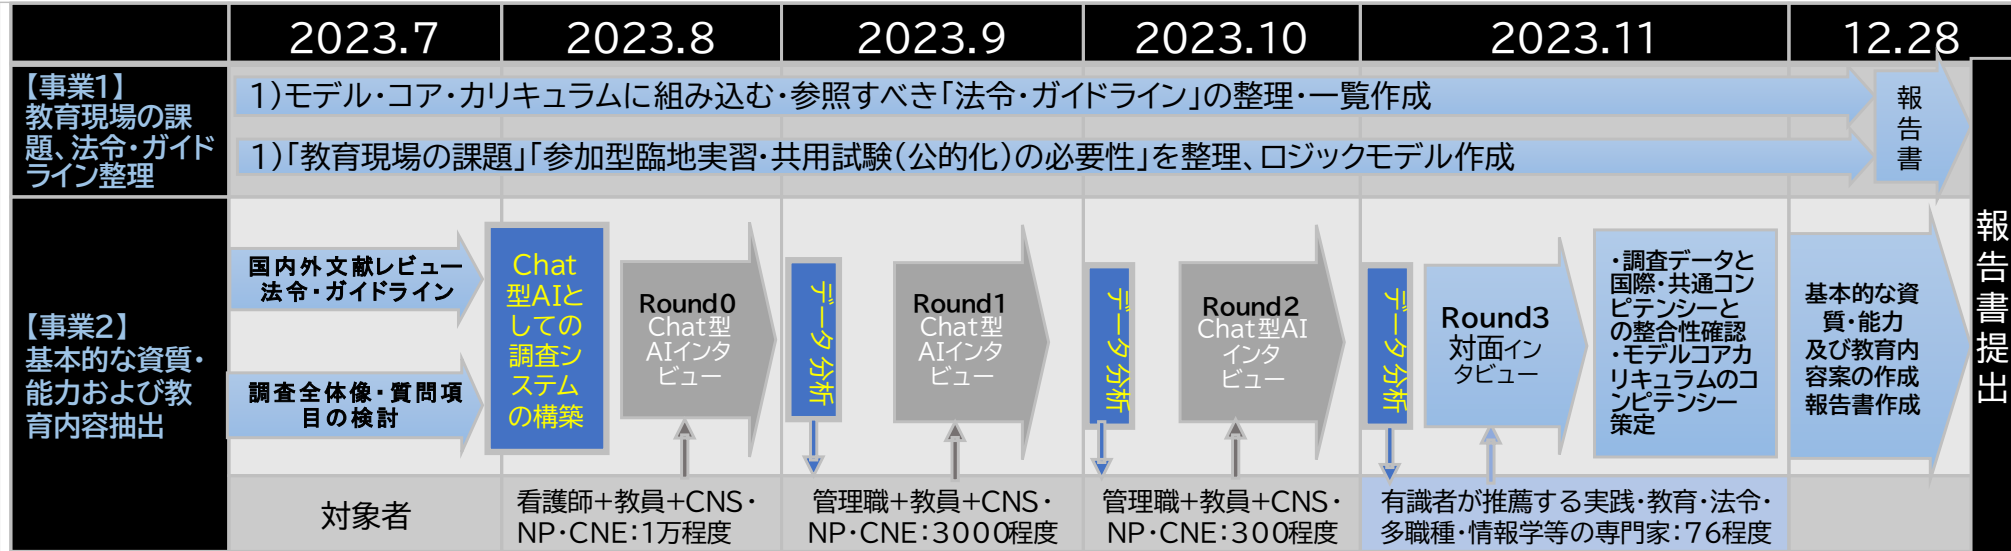 2023.7
2023.8
2023.9
2023.10
2023.11
12.28
【事業1】
教育現場の課
題、法令・ガイド
ライン整理
1)モデル・コア・カリキュラムに組み込む・参照すべき「法令・ガイドライン」の整理・一覧作成
1)「教育現場の課題」「参加型臨地実習・共用試験(公的化)の必要性」を整理、ロジックモデル作成
報
告
書
【事業2】
基本的な資質・
能力および教
育内容抽出
国内外文献レビュー
法令・ガイドライン
調査全体像・質問項
目の検討
Chat
型AIと
しての
調査シ
ステム
の構築
Round0
Chat型
AIインタ
ビュー
データ分析
Round1
Chat型
AIインタ
ビュー
データ分析
Round2
Chat型AI
インタ
ビュー
データ分析
Round3
対面イン
タビュー
・調査データと
国際・共通コン
ピテンシーと
の整合性確認
・モデルコアカ
リキュラムのコ
ンピテンシー
策定
基本的な資
質・能力
及び教育内
容案の作成
報告書作成
報
告
書
提
出
対象者
看護師+教員+CNS・
NP・CNE:1万程度
管理職+教員+CNS・
NP・CNE:3000程度
管理職+教員+CNS・
NP・CNE:300程度
有識者が推薦する実践・教育・法令・
多職種・情報学等の専門家:76程度